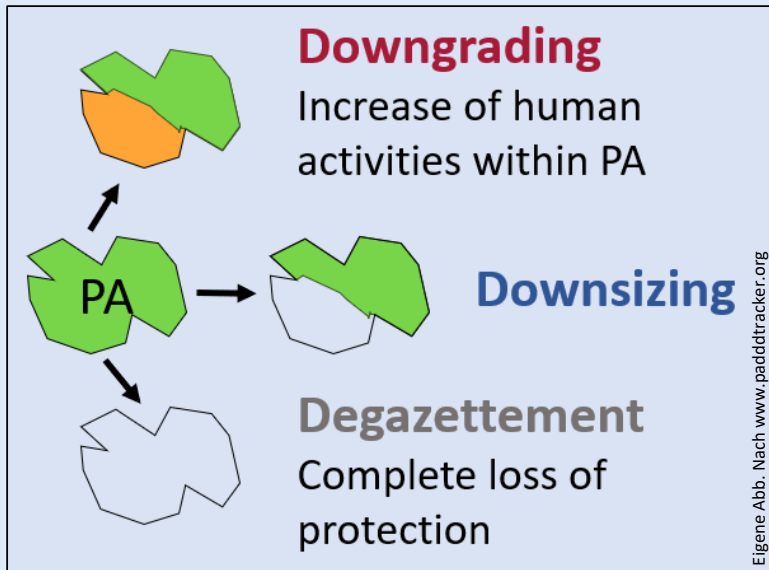 Downgrading
Increase of human
activities within PA
PA
Downsizing
Degazettement
Complete loss of
protection
Eigene Abb. Nach www.padddtracker.org